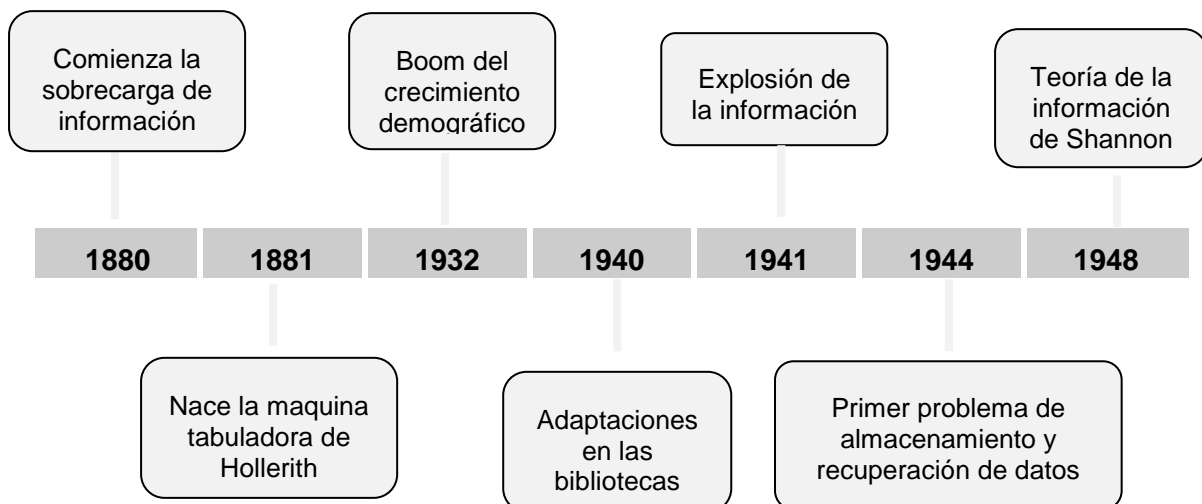 Comienza la
sobrecarga de
información
Boom del
crecimiento
demográfico
Explosión de
la información
Teoría de la
información
de Shannon
1880 1881 1932 1940 1941 1944 1948
Nace la maquina
tabuladora de
Hollerith
Adaptaciones
en las
bibliotecas
Primer problema de
almacenamiento y
recuperación de datos